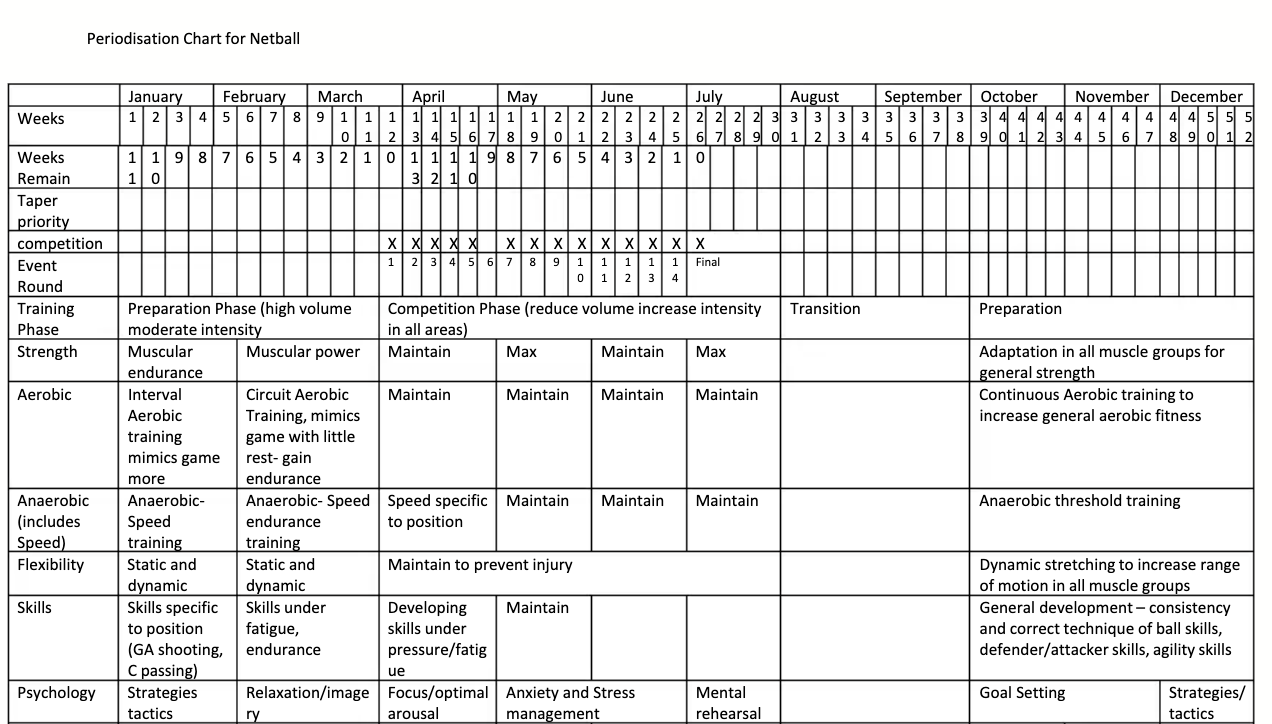 Periodisation Chart for Netball
January February March April May June July August September October November December
Weeks 1 2 3 4 5 6 7 8 9 10 11 12 13 14 15 16 17 18 19 20 21 22 23 24 25 26 27 28 29 30 31 32 33 34 35 36 37 38 39 40 41 42 43 44 45 46 47 48 49 50 51 52
Weeks Remain 11 10 9 8 7 6 5 4 3 2 1 0 13 12 11 10 9 8 7 6 5 4 3 2 1 0
Taper priority
competition X X X X X X X X X X X X X X
Event Round 1 2 3 4 5 6 7 8 9 10 11 12 13 14 Final
Training Phase
Preparation Phase (high volume
moderate intensity
Competition Phase (reduce volume increase intensity
in all areas)
Transition
Preparation
Strength
Muscular
endurance
Muscular power
Maintain
Max
Maintain
Max
Adaptation in all muscle groups for
general strength
Aerobic
Interval
Aerobic
training
mimics game
more
Circuit Aerobic
Training, mimics
game with little
rest- gain
endurance
Maintain
Maintain
Maintain
Maintain
Continuous Aerobic training to
increase general aerobic fitness
Anaerobic
(includes
Speed)
Anaerobic-
Speed
training
Anaerobic- Speed
endurance
training
Speed specific
to position
Maintain
Maintain
Maintain
Anaerobic threshold training
Flexibility
Static and
dynamic
Static and
dynamic
Maintain to prevent injury
Dynamic stretching to increase range
of motion in all muscle groups
Skills
Skills specific
to position
(GA shooting,
C passing)
Skills under
fatigue,
endurance
Developing
skills under
pressure/fatig
ue
Maintain
General development – consistency
and correct technique of ball skills,
defender/attacker skills, agility skills
Psychology
Strategies
tactics
Relaxation/image
ry
Focus/optimal
arousal
Anxiety and Stress
management
Mental
rehearsal
Goal Setting
Strategies/
tactics